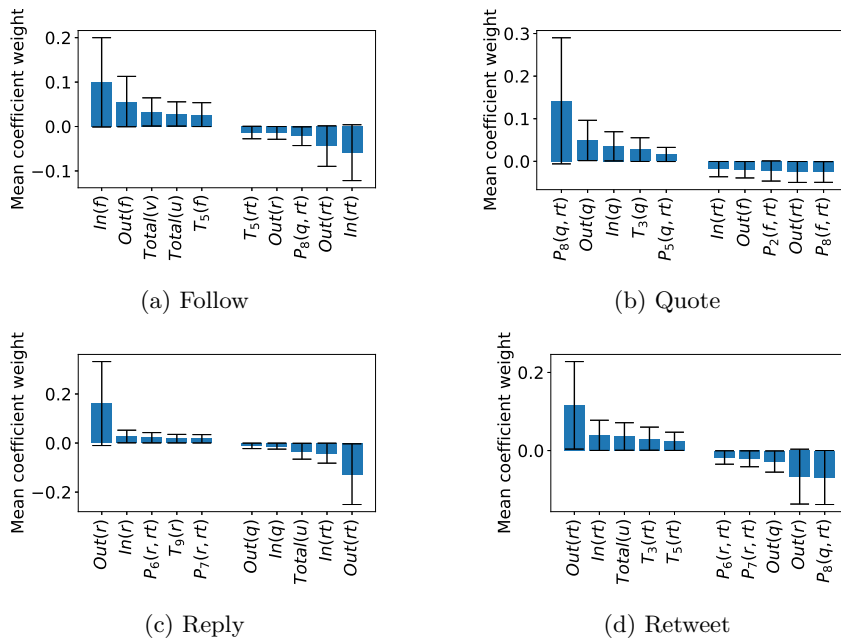 Mean coefficient weight
0.2
0.1
0.0
−0.1
In(f)
Out(f)
Total(v)
Total(u)
T5(f)
T5(rt)
Out(r)
P8(q, rt)
Out(rt)
In(rt)
(a) Follow
Mean coefficient weight
0.3
0.2
0.1
0.0
P8(q, rt)
Out(q)
In(q)
T3(q)
P5(q, rt)
In(rt)
Out(f)
P2(f, rt)
Out(rt)
P8(f, rt)
(b) Quote
Mean coefficient weight
0.2
0.0
−0.2
Out(r)
In(r)
P6(r, rt)
T9(r)
P7(r, rt)
Out(q)
In(q)
Total(u)
In(rt)
Out(rt)
(c) Reply
Mean coefficient weight
0.2
0.0
Out(rt)
In(rt)
Total(u)
T3(rt)
T5(rt)
P6(r, rt)
P7(r, rt)
Out(q)
Out(r)
P8(q, rt)
(d) Retweet